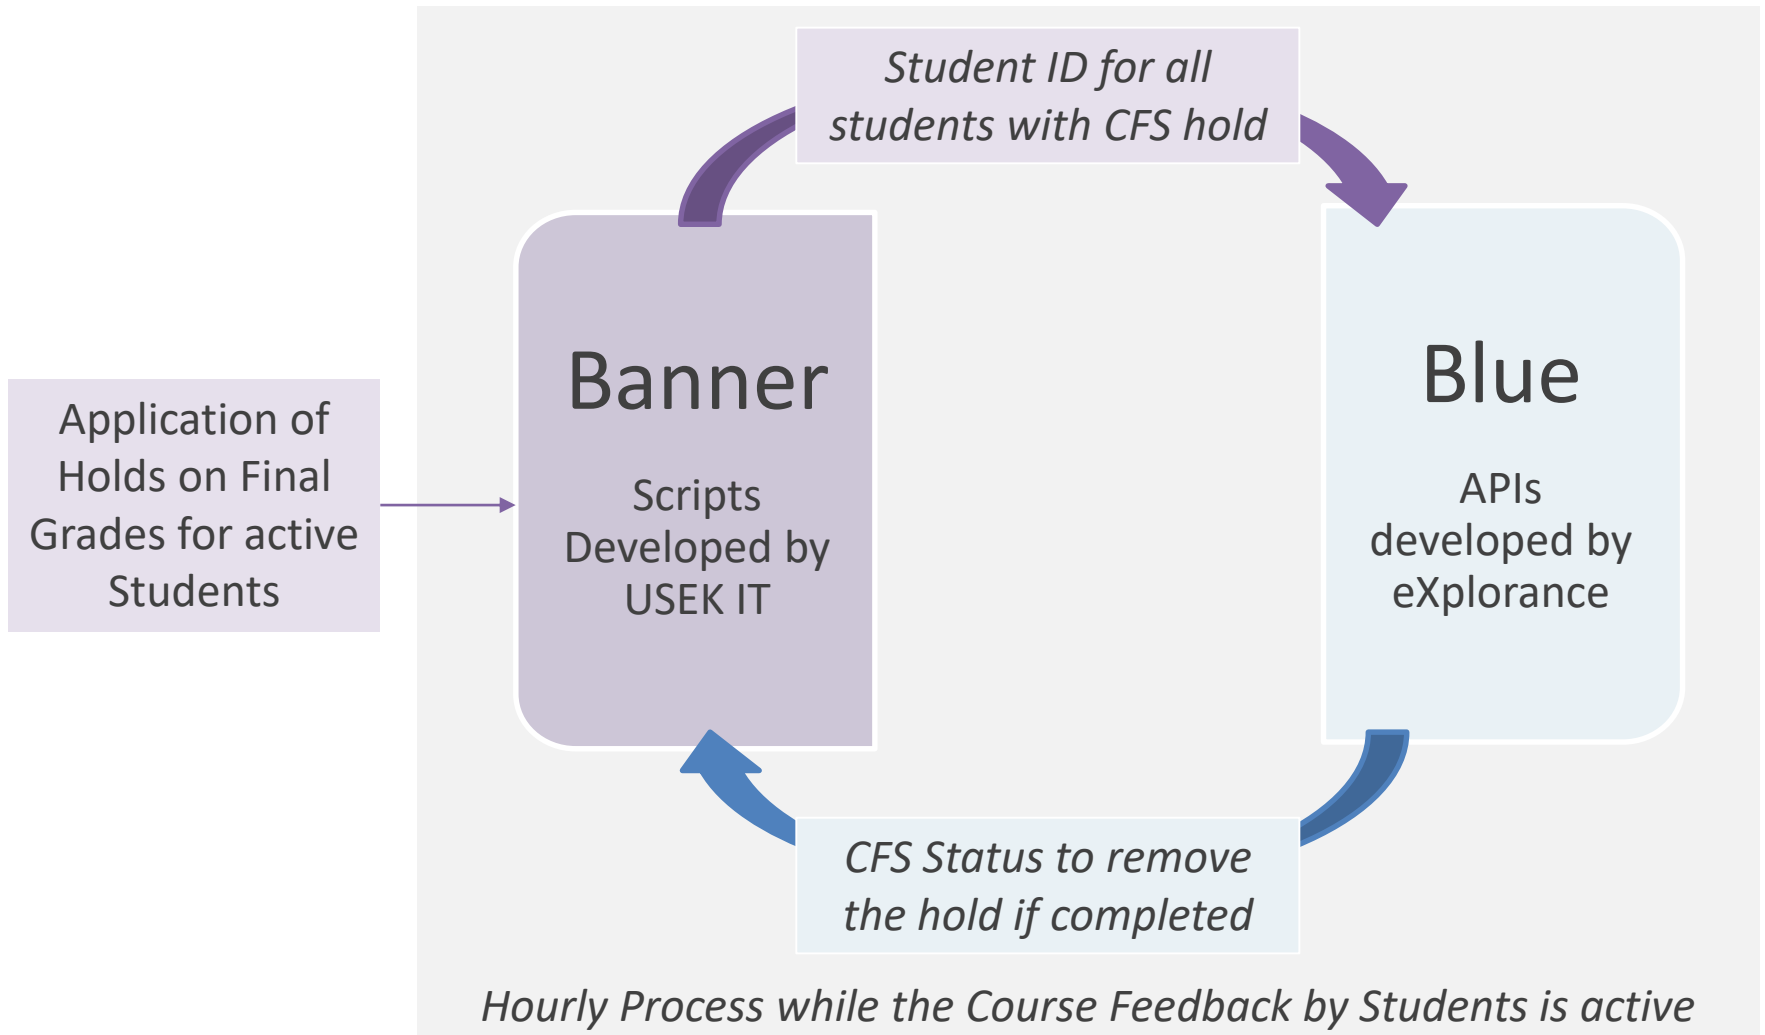 Student ID for all
students with CFS hold
Application of
Holds on Final
Grades for active
Students
Banner
Scripts
Developed by
USEK IT
Blue
APIs
developed by
eXplorance
CFS Status to remove
the hold if completed
Hourly Process while the Course Feedback by Students is active